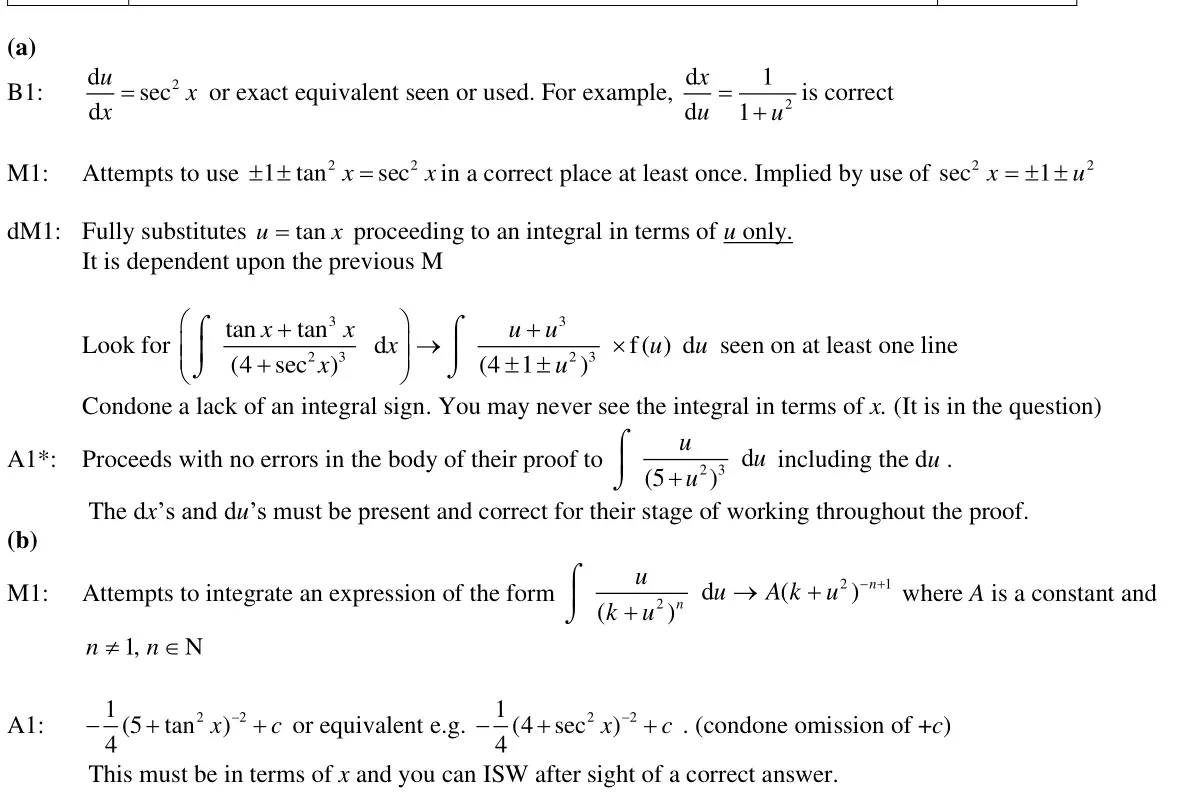 (a)
B1: du/dx = sec² x or exact equivalent seen or used. For example, dx/du = 1/(1 + u²) is correct
M1: Attempts to use ±1 ± tan² x = sec² x in a correct place at least once. Implied by use of sec² x = ±1 ± u²
dM1: Fully substitutes u = tan x proceeding to an integral in terms of u only.
It is dependent upon the previous M
Look for (∫ (tan x + tan³ x)/(4 + sec² x)³ dx) → ∫ (u + u³)/(4 ± 1 ± u²)³ × f(u) du seen on at least one line
Condone a lack of an integral sign. You may never see the integral in terms of x. (It is in the question)
A1*: Proceeds with no errors in the body of their proof to ∫ u/(5 + u²)³ du including the du .
The dx’s and du’s must be present and correct for their stage of working throughout the proof.
(b)
M1: Attempts to integrate an expression of the form ∫ u/(k + u²)ⁿ du → A(k + u²)⁻ⁿ⁺¹ where A is a constant and
n ≠ 1, n ∈ N
A1: −1/4(5 + tan² x)⁻² + c or equivalent e.g. −1/4(4 + sec² x)⁻² + c . (condone omission of +c)
This must be in terms of x and you can ISW after sight of a correct answer.